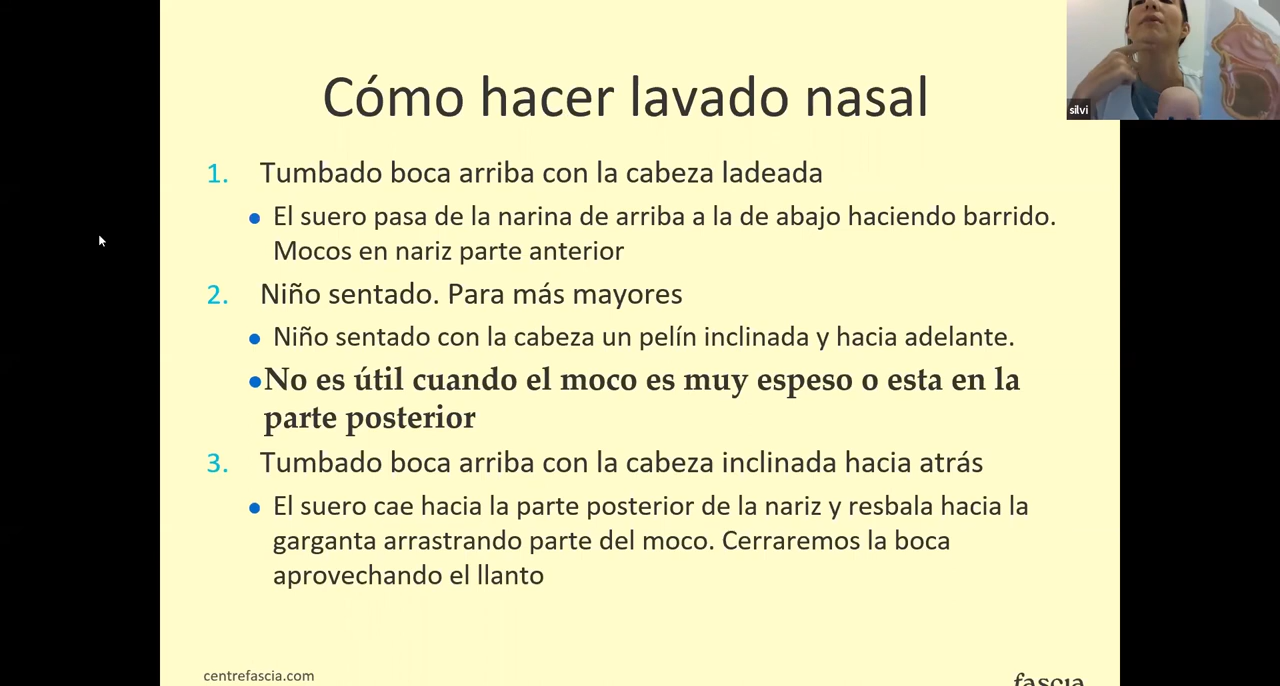 Cómo hacer lavado nasal
silvi
1. Tumbado boca arriba con la cabeza ladeada
• El suero pasa de la narina de arriba a la de abajo haciendo barrido.
Mocos en nariz parte anterior
2. Niño sentado. Para más mayores
• Niño sentado con la cabeza un pelín inclinada y hacia adelante.
•No es útil cuando el moco es muy espeso o esta en la
parte posterior
3. Tumbado boca arriba con la cabeza inclinada hacia atrás
• El suero cae hacia la parte posterior de la nariz y resbala hacia la
garganta arrastrando parte del moco. Cerraremos la boca
aprovechando el llanto
centrefascia.com
fascia